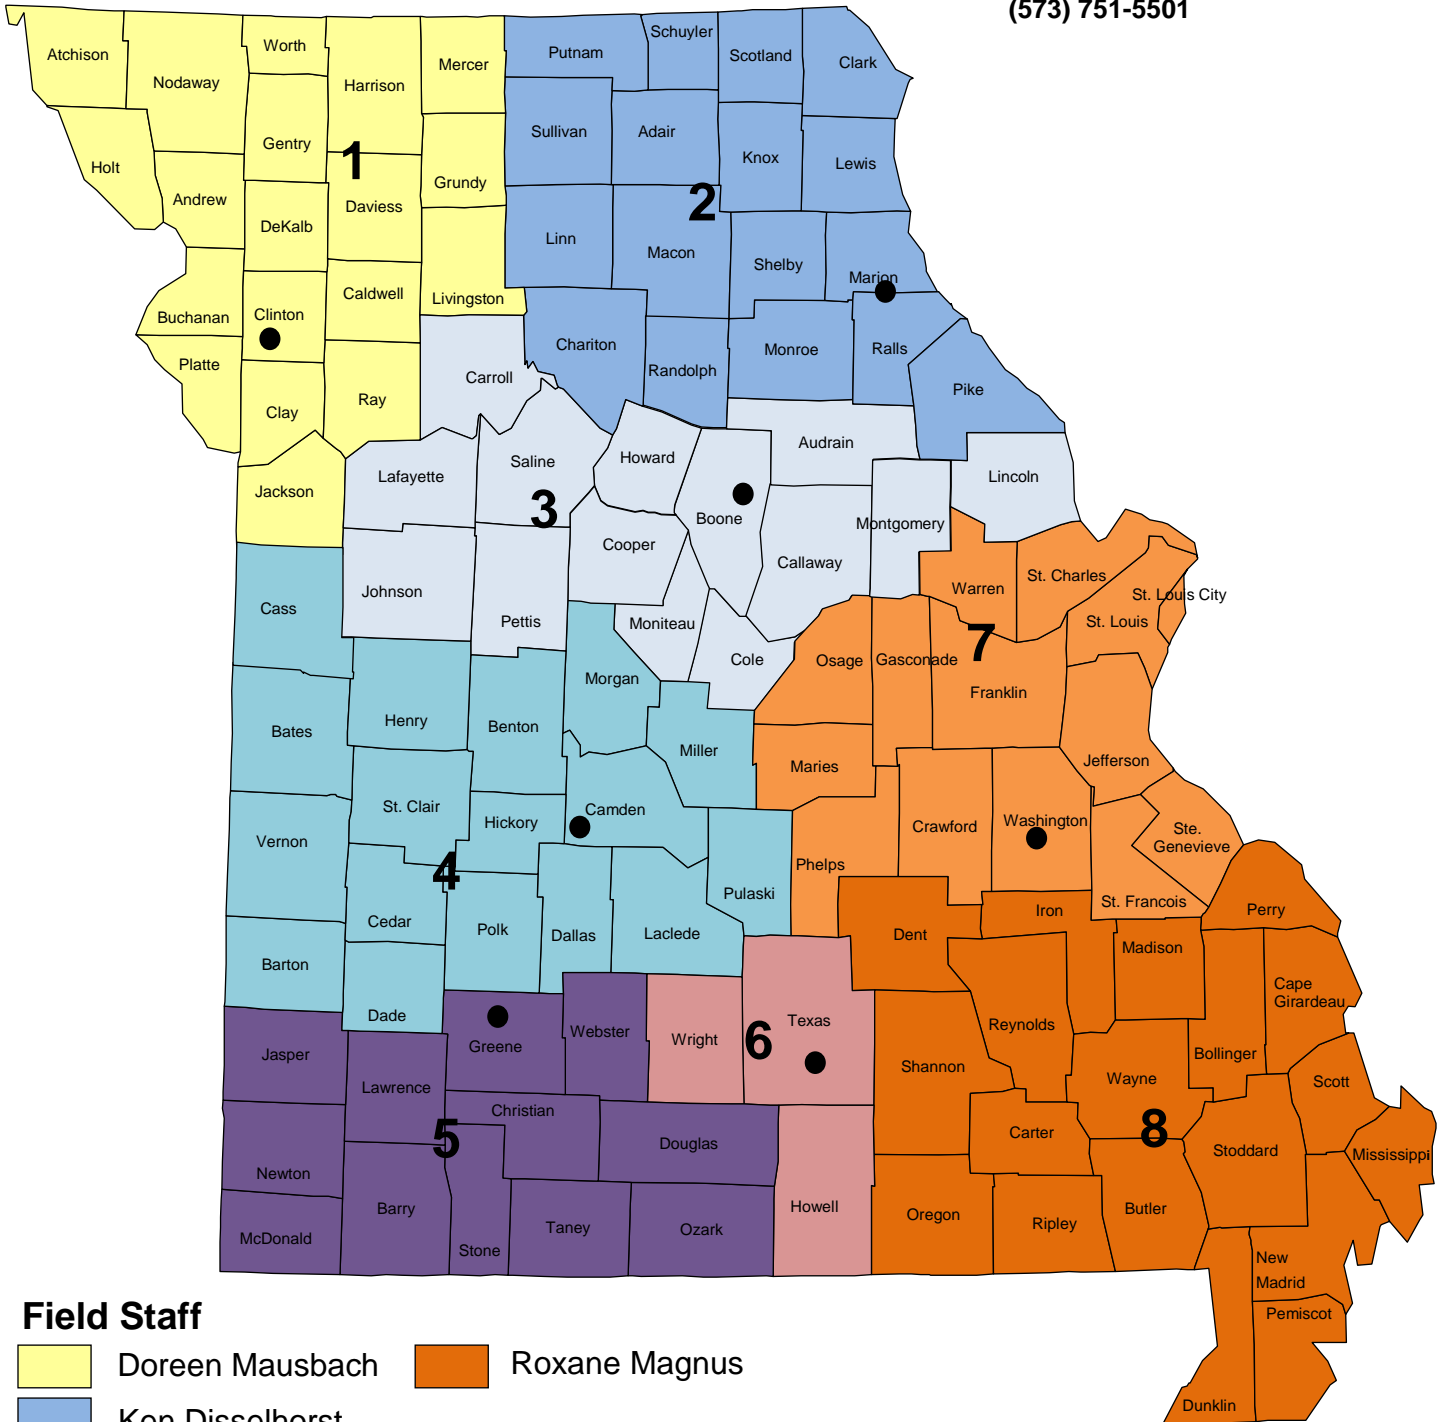 (573) 751-5501
Schuyler
Worth
Putnam
Atchison
Scotland
Clark
Mercer
Nodaway
Harrison
Sullivan
Adair
Gentry
1
Knox
Lewis
Holt
Grundy
Andrew
2
Daviess
DeKalb
Linn
Macon
Shelby
Marion
Caldwell
Livingston
Clinton
Buchanan
Chariton
Monroe
Ralls
Platte
Randolph
Carroll
Pike
Ray
Clay
Audrain
Howard
Saline
Lafayette
Lincoln
Jackson
3
Boone
Montgomery
Cooper
Callaway
St. Charles
Warren
Johnson
St. Louis City
Cass
Pettis
Moniteau
St. Louis
7
Cole
Osage
Gasconade
Morgan
Franklin
Henry
Benton
Bates
Miller
Jefferson
Maries
St. Clair
Camden
Hickory
Crawford
Washington
Ste.
Genevieve
Vernon
Phelps
4
Pulaski
St. Francois
Iron
Perry
Cedar
Polk
Dallas
Laclede
Dent
Madison
Barton
Cape
Girardeau
Dade
Texas
Reynolds
Webster
Wright
6
Greene
Jasper
Bollinger
Shannon
Wayne
Scott
Lawrence
Christian
8
Carter
5
Douglas
Stoddard
Mississippi
Newton
Howell
Barry
Butler
Oregon
Ripley
Taney
Ozark
McDonald
Stone
New
Madrid
Pemiscot
Dunklin
Field Staff
Doreen Mausbach
Roxane Magnus
Ken Disselhorst